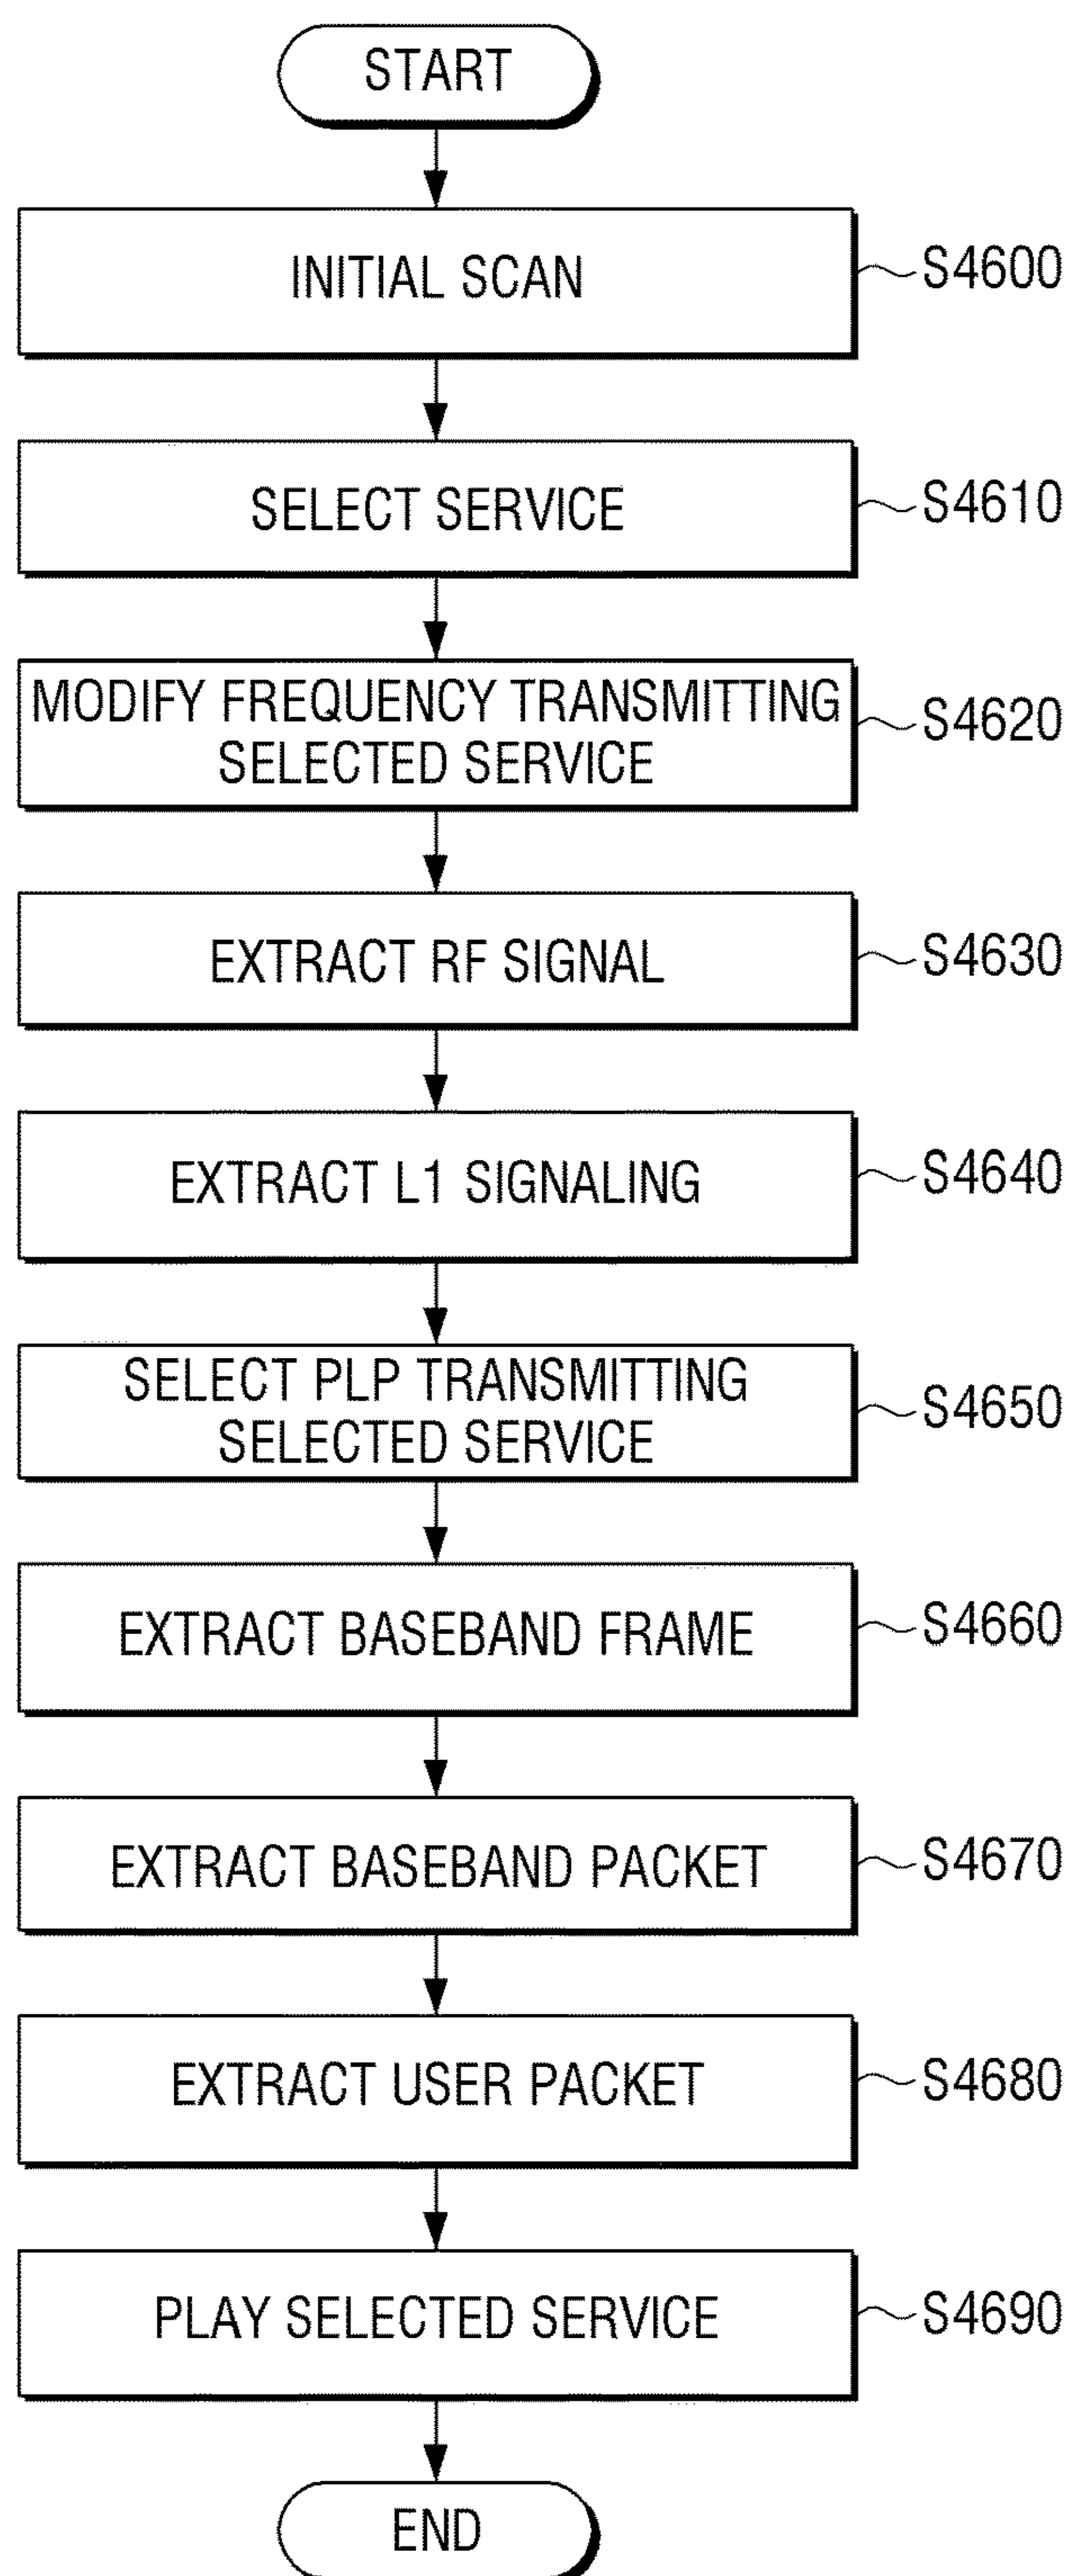 START
INITIAL SCAN
S4600
SELECT SERVICE
S4610
MODIFY FREQUENCY TRANSMITTING
SELECTED SERVICE
S4620
EXTRACT RF SIGNAL
S4630
EXTRACT L1 SIGNALING
S4640
SELECT PLP TRANSMITTING
SELECTED SERVICE
S4650
EXTRACT BASEBAND FRAME
S4660
EXTRACT BASEBAND PACKET
S4670
EXTRACT USER PACKET
S4680
PLAY SELECTED SERVICE
S4690
END